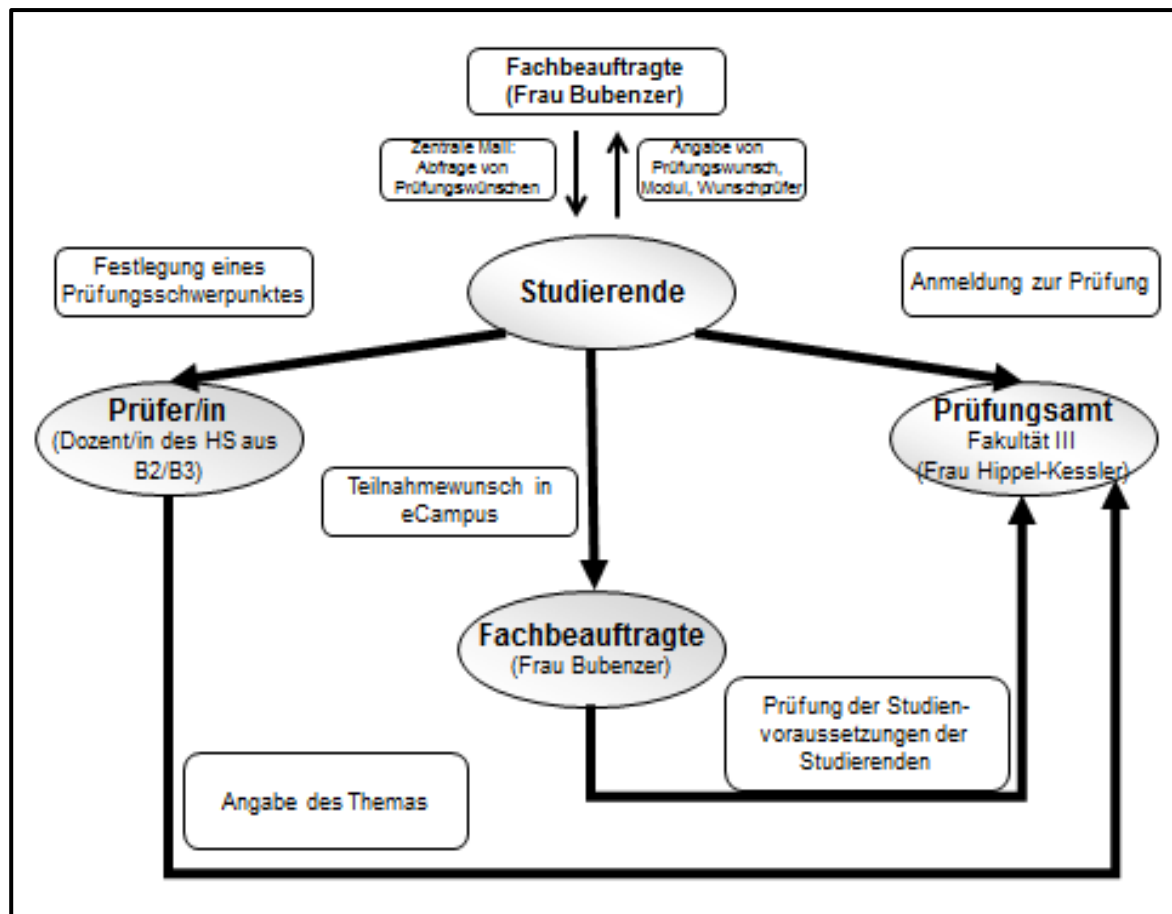 Fachbeauftragte
(Frau Bubenzer)
Zentrale Maill:
Abfrage von
Prüfungswünschen
Angabe von
Prüfungswunsch,
Modul, Wunschprüfer
Festlegung eines
Prüfungsschwerpunktes
Studierende
Anmeldung zur Prüfung
Prüfer/in
(Dozent/in des HS aus
B2/B3)
Prüfungsamt
Fakultät III
(Frau Hippel-Kessler)
Teilnahmewunsch in
eCampus
Fachbeauftragte
(Frau Bubenzer)
Prüfung der Studien-
voraussetzungen der
Studierenden
Angabe des Themas